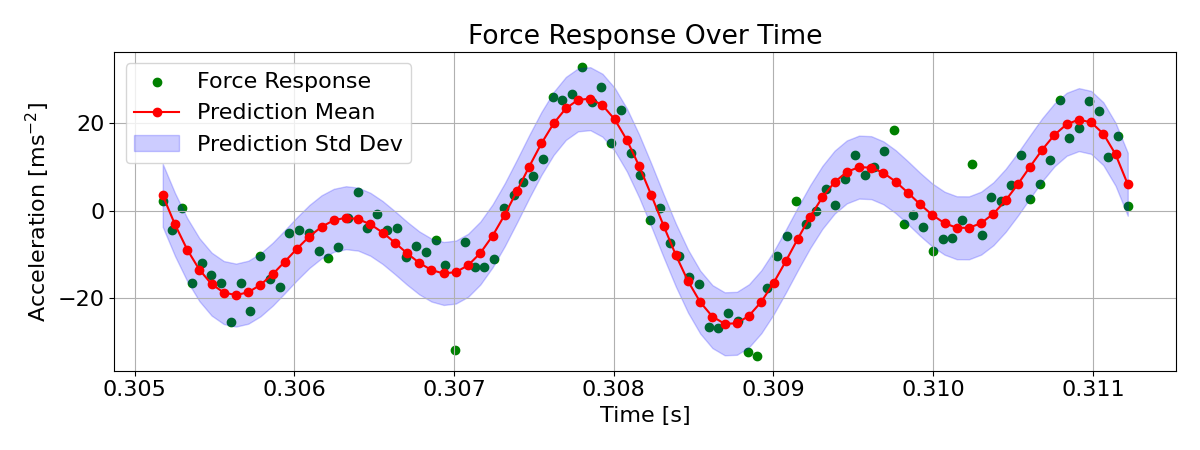 Force Response Over Time
Force Response
Prediction Mean
Prediction Std Dev
Acceleration [ms⁻²]
20
0
−20
0.305 0.306 0.307 0.308 0.309 0.310 0.311
Time [s]